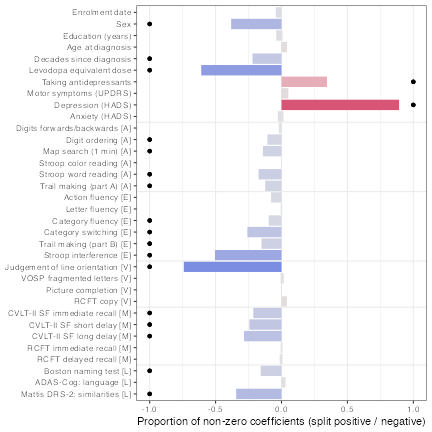 Enrolment date
Sex
Education (years)
Age at diagnosis
Decades since diagnosis
Levodopa equivalent dose
Taking antidepressants
Motor symptoms (UPDRS)
Depression (HADS)
Anxiety (HADS)
Digits forwards/backwards [A]
Digit ordering [A]
Map search (1 min) [A]
Stroop color reading [A]
Stroop word reading [A]
Trail making (part A) [A]
Action fluency [E]
Letter fluency [E]
Category fluency [E]
Category switching [E]
Trail making (part B) [E]
Stroop interference [E]
Judgement of line orientation [V]
VOSP fragmented letters [V]
Picture completion [V]
RCFT copy [V]
CVLT-II SF immediate recall [M]
CVLT-II SF short delay [M]
CVLT-II SF long delay [M]
RCFT immediate recall [M]
RCFT delayed recall [M]
Boston naming test [L]
ADAS-Cog: language [L]
Mattis DRS-2: similarities [L]
-1.0 -0.5 0.0 0.5 1.0
Proportion of non-zero coefficients (split positive / negative)